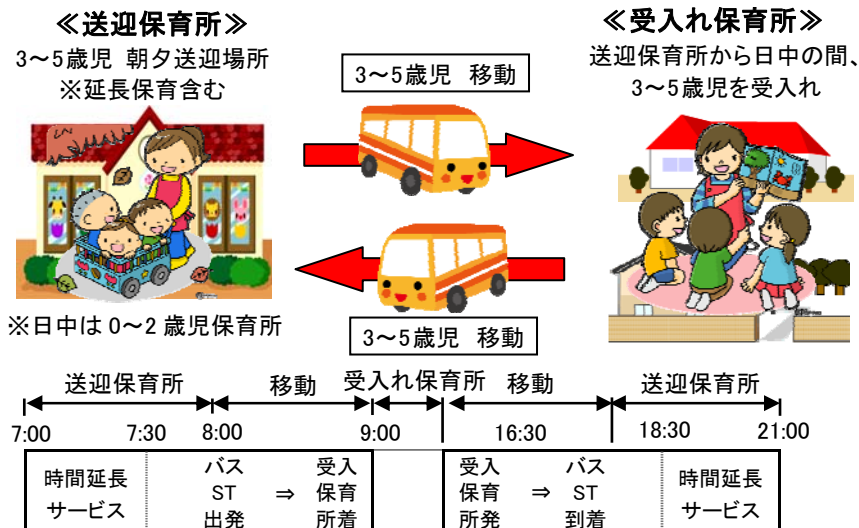 ≪送迎保育所≫
3～5歳児 朝夕送迎場所
※延長保育含む
※日中は 0～2 歳児保育所
3～5歳児 移動
3～5歳児 移動
≪受入れ保育所≫
送迎保育所から日中の間、
3～5歳児を受入れ
送迎保育所 移動 受入れ保育所 移動 送迎保育所
7:00 7:30 8:00 9:00 16:30 18:30 21:00
時間延長
サービス
バス
ST
出発
⇒
受入
保育
所着
受入
保育
所発
⇒
バス
ST
到着
時間延長
サービス